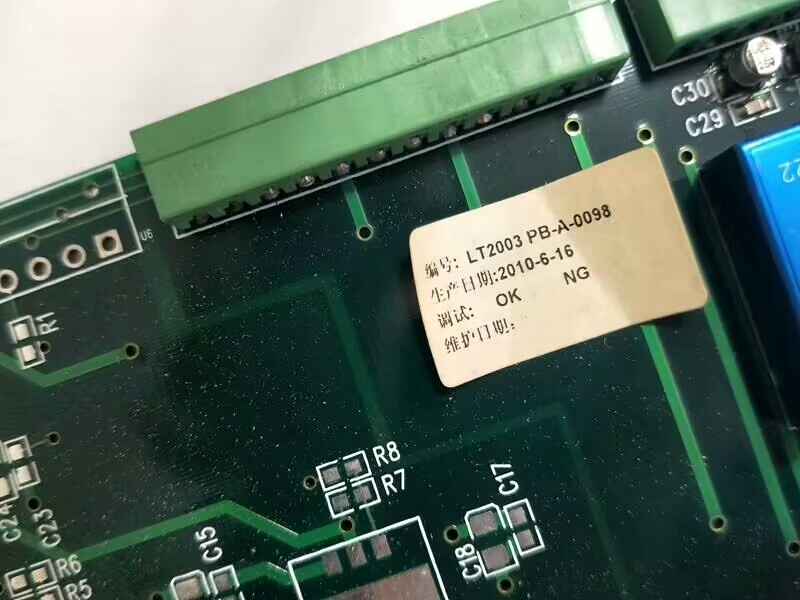 C30
C29
22
U6
编号: LT2003 PB-A-0098
生产日期:2010-6-16
调试: OK NG
维护日期:
R1
R8
R7
C17
C18
C15
C24
C23
R6
R5